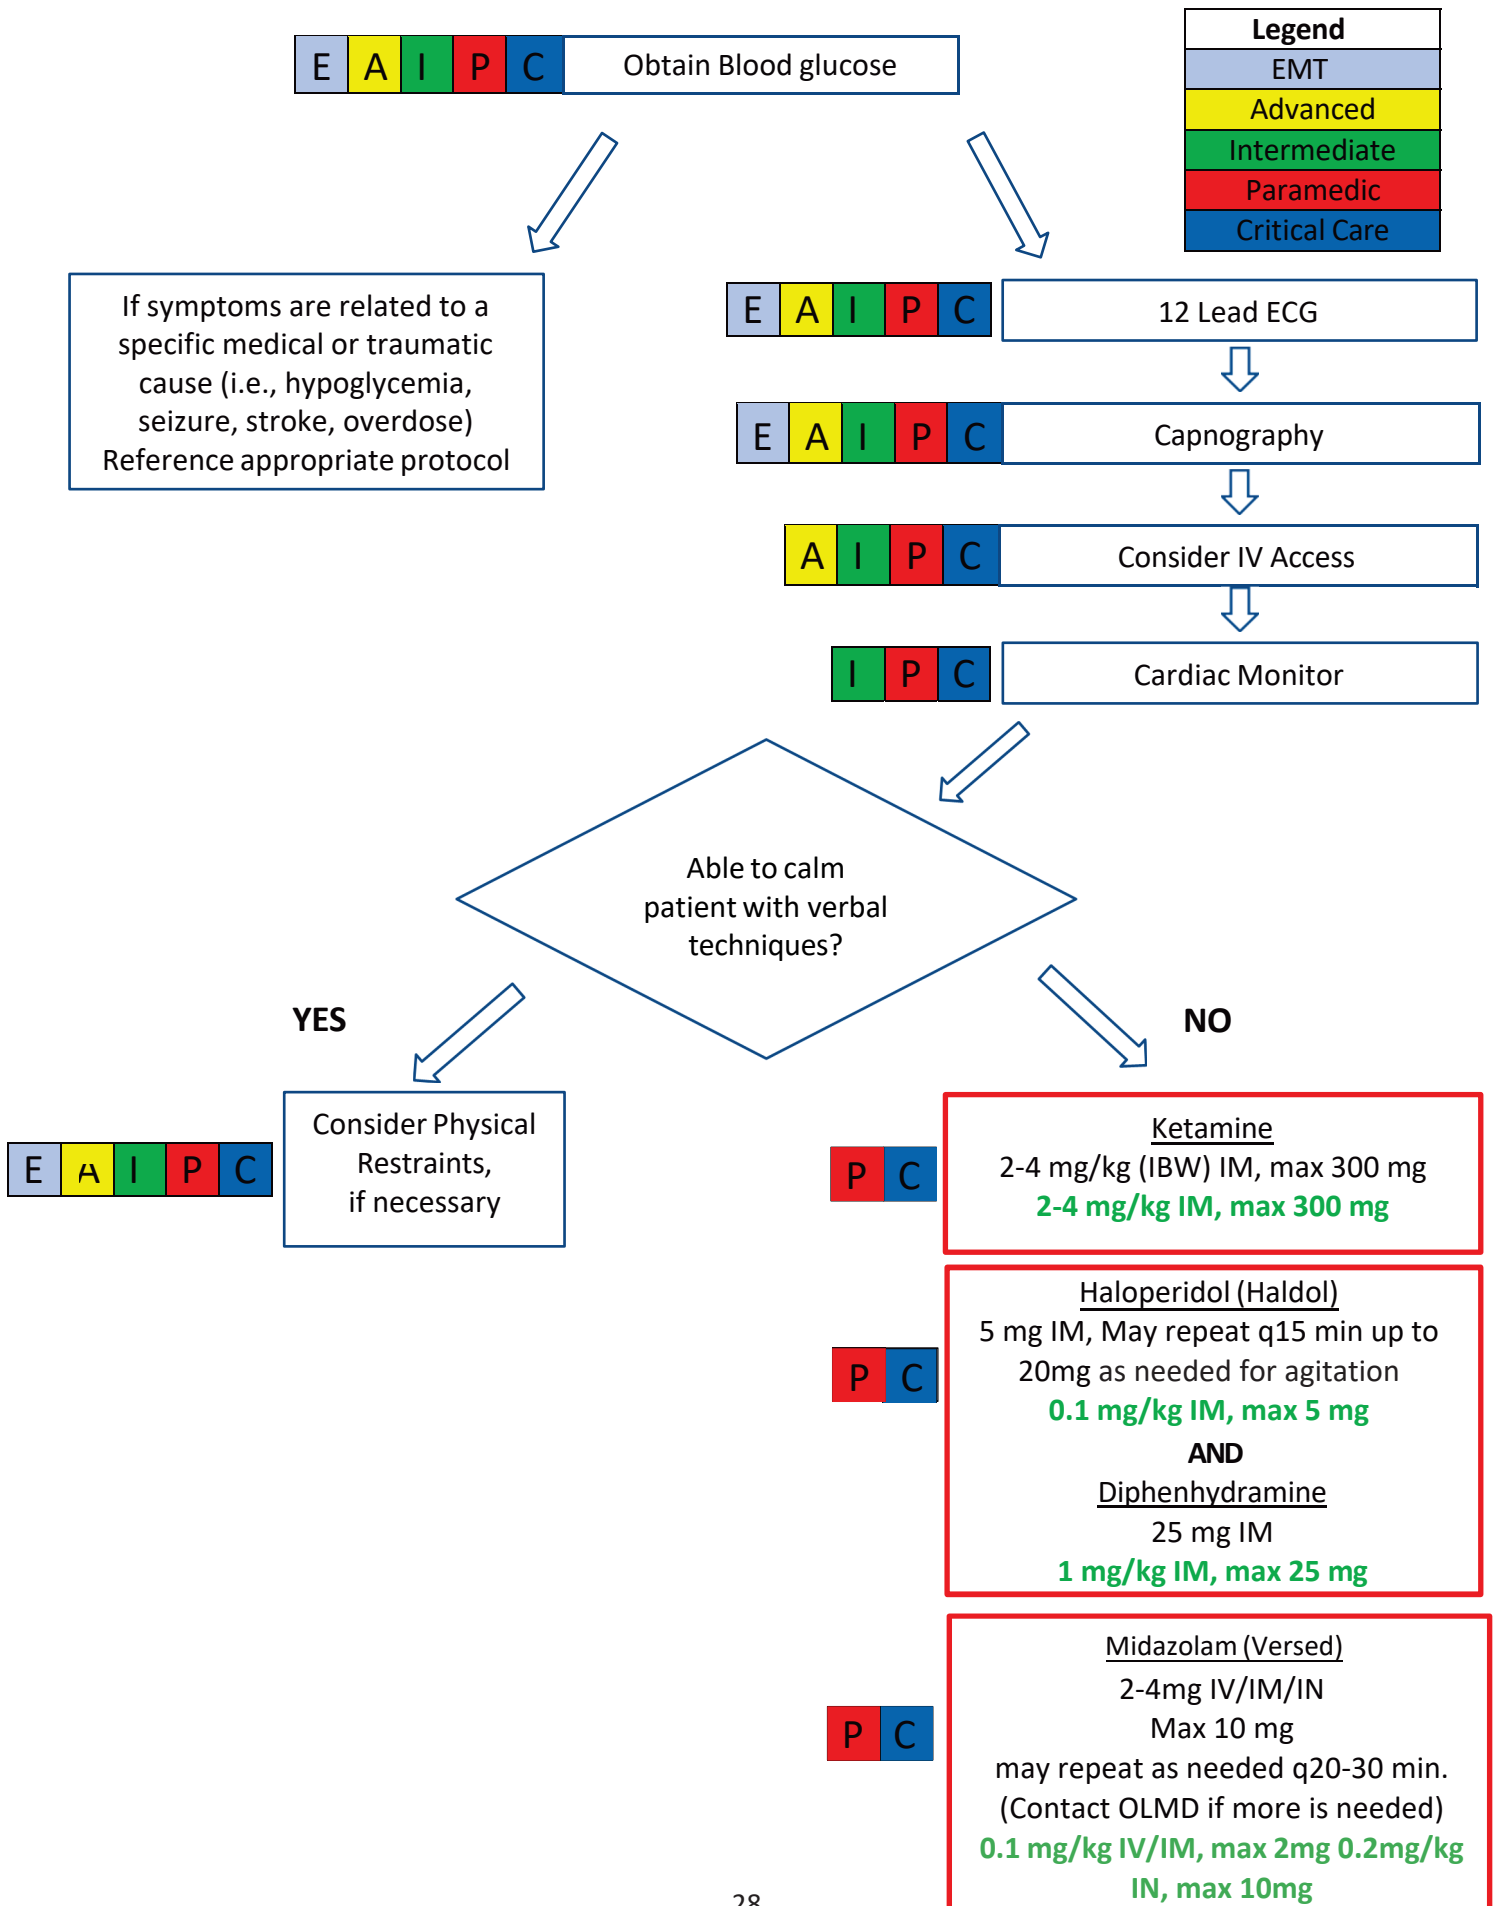 Legend
EMT
Advanced
Intermediate
Paramedic
Critical Care
E A I P C Obtain Blood glucose
If symptoms are related to a
specific medical or traumatic
cause (i.e., hypoglycemia,
seizure, stroke, overdose)
Reference appropriate protocol
E A I P C 12 Lead ECG
E A I P C Capnography
A I P C Consider IV Access
I P C Cardiac Monitor
Able to calm
patient with verbal
techniques?
YES
NO
E A I P C
Consider Physical
Restraints,
if necessary
P C
Ketamine
2-4 mg/kg (IBW) IM, max 300 mg
2-4 mg/kg IM, max 300 mg
P C
Haloperidol (Haldol)
5 mg IM, May repeat q15 min up to
20mg as needed for agitation
0.1 mg/kg IM, max 5 mg
AND
Diphenhydramine
25 mg IM
1 mg/kg IM, max 25 mg
P C
Midazolam (Versed)
2-4mg IV/IM/IN
Max 10 mg
may repeat as needed q20-30 min.
(Contact OLMD if more is needed)
0.1 mg/kg IV/IM, max 2mg 0.2mg/kg
IN, max 10mg
28